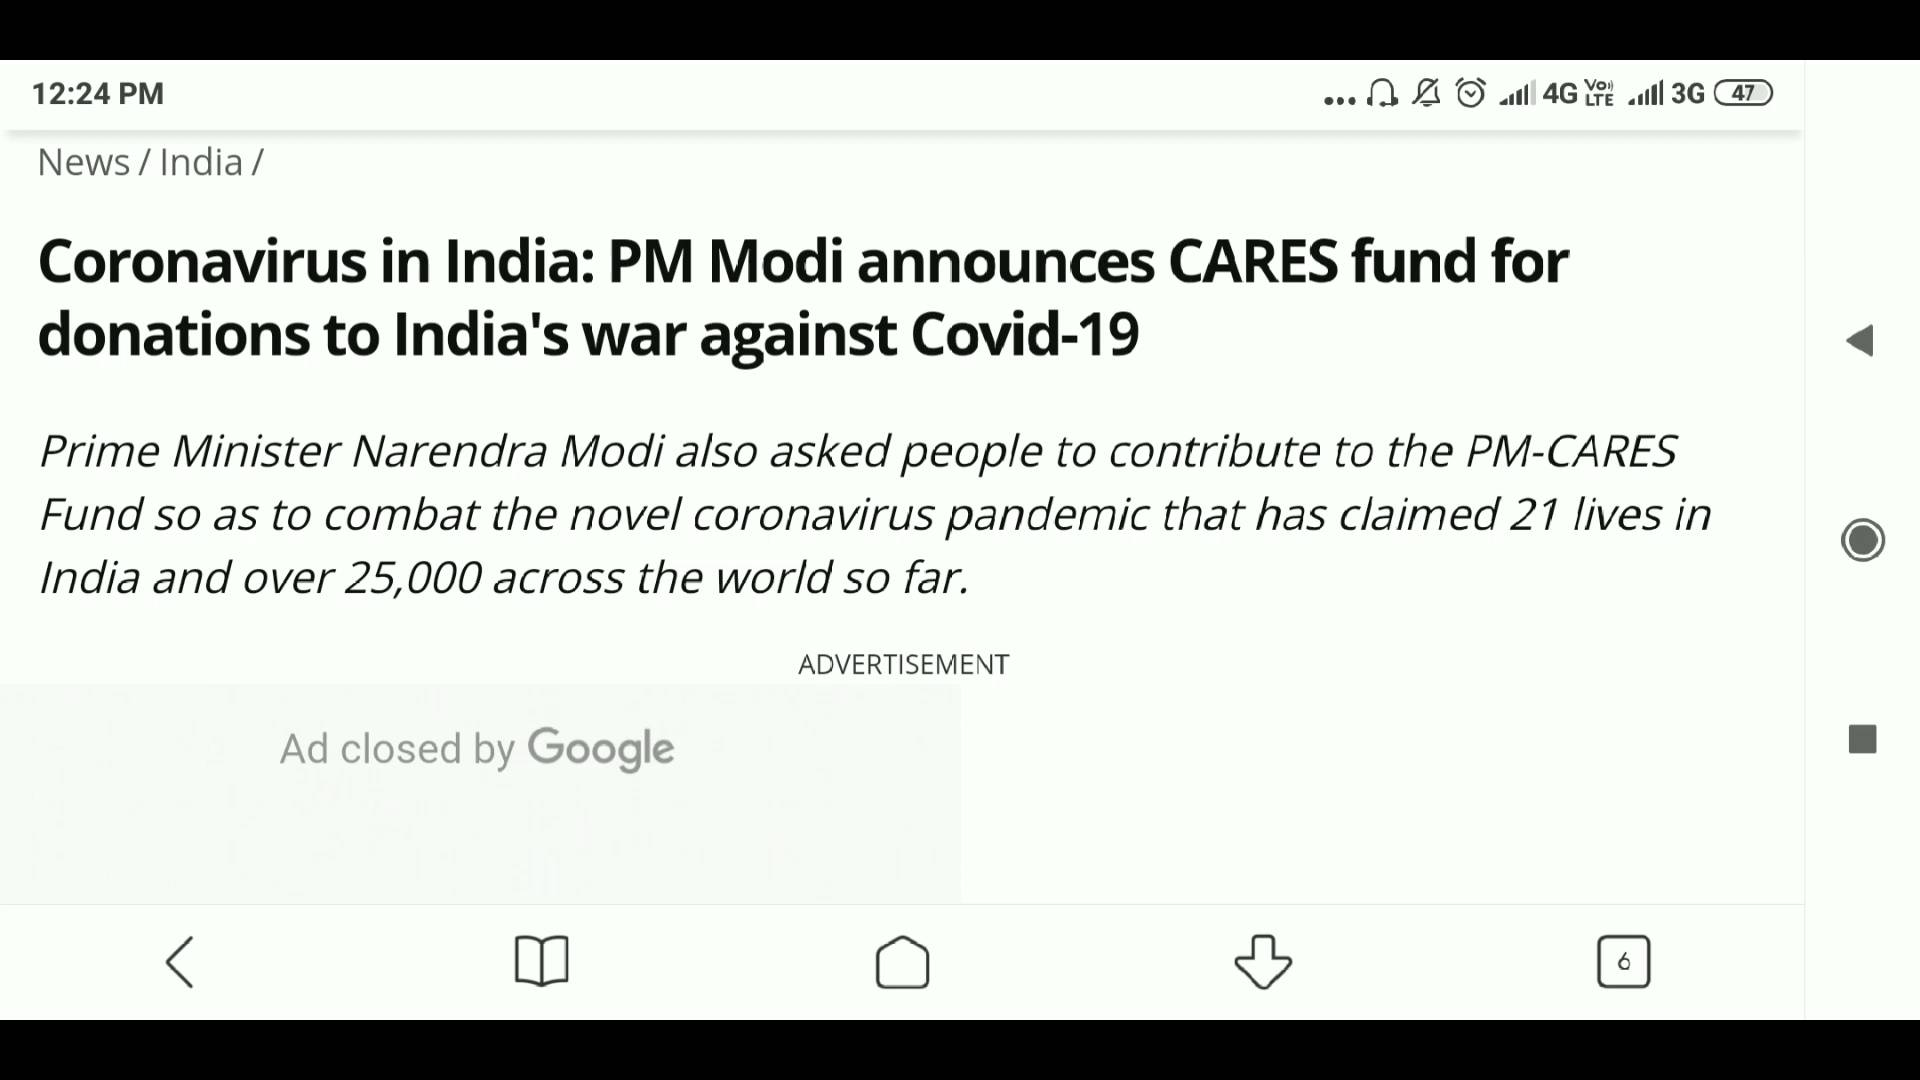 12:24 PM
... 4G Vo)) LTE 3G 47
News / India /
Coronavirus in India: PM Modi announces CARES fund for
donations to India's war against Covid-19
Prime Minister Narendra Modi also asked people to contribute to the PM-CARES
Fund so as to combat the novel coronavirus pandemic that has claimed 21 lives in
India and over 25,000 across the world so far.
ADVERTISEMENT
Ad closed by Google
6